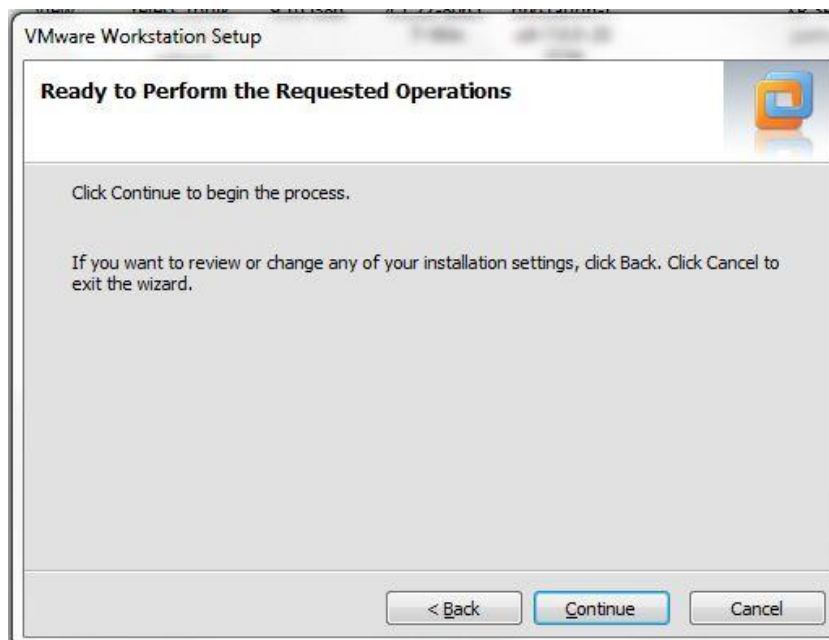 VMware Workstation Setup
Ready to Perform the Requested Operations
Click Continue to begin the process.
If you want to review or change any of your installation settings, click Back. Click Cancel to
exit the wizard.
< Back Continue Cancel